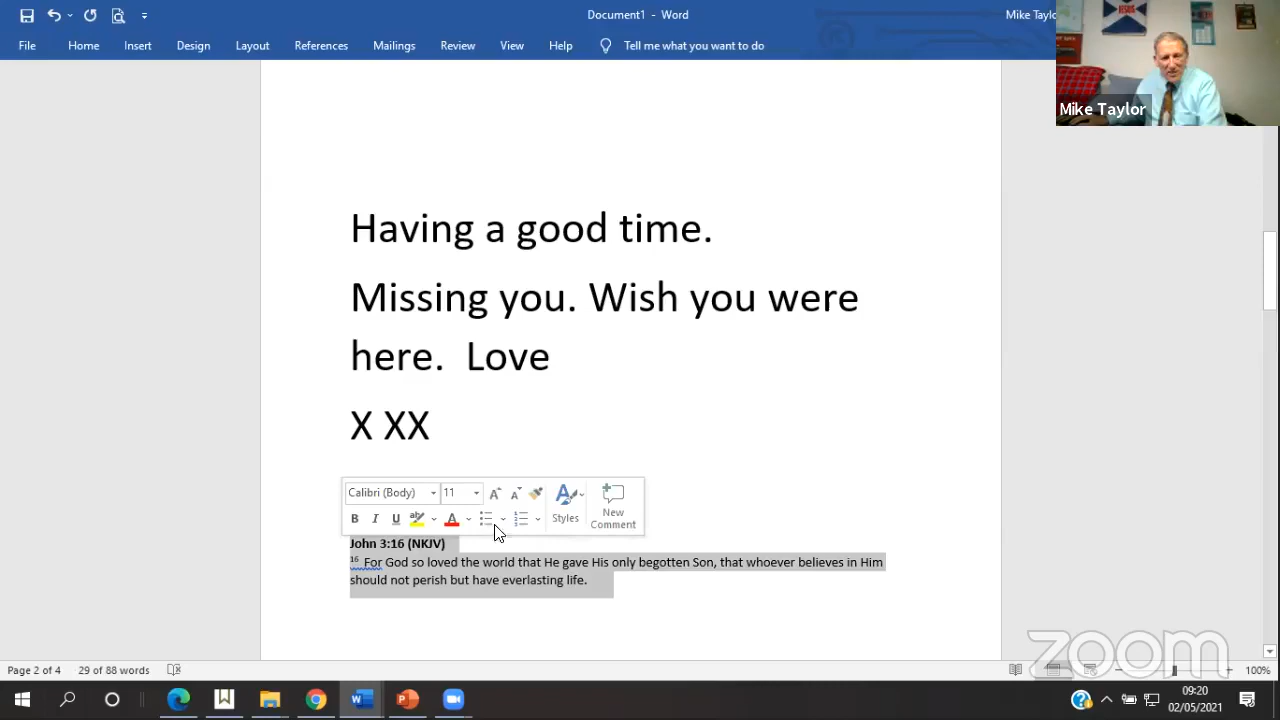 Document1 - Word
Mike Taylo
File Home Insert Design Layout References Mailings Review View Help Tell me what you want to do
Mike Taylor
Having a good time.
Missing you. Wish you were
here. Love
X XX
Calibri (Body) 11
B I U ab A Styles New
Comment
John 3:16 (NKJV)
16 For God so loved the world that He gave His only begotten Son, that whoever believes in Him
should not perish but have everlasting life.
zoom
Page 2 of 4 29 of 88 words 100%
09:20
02/05/2021